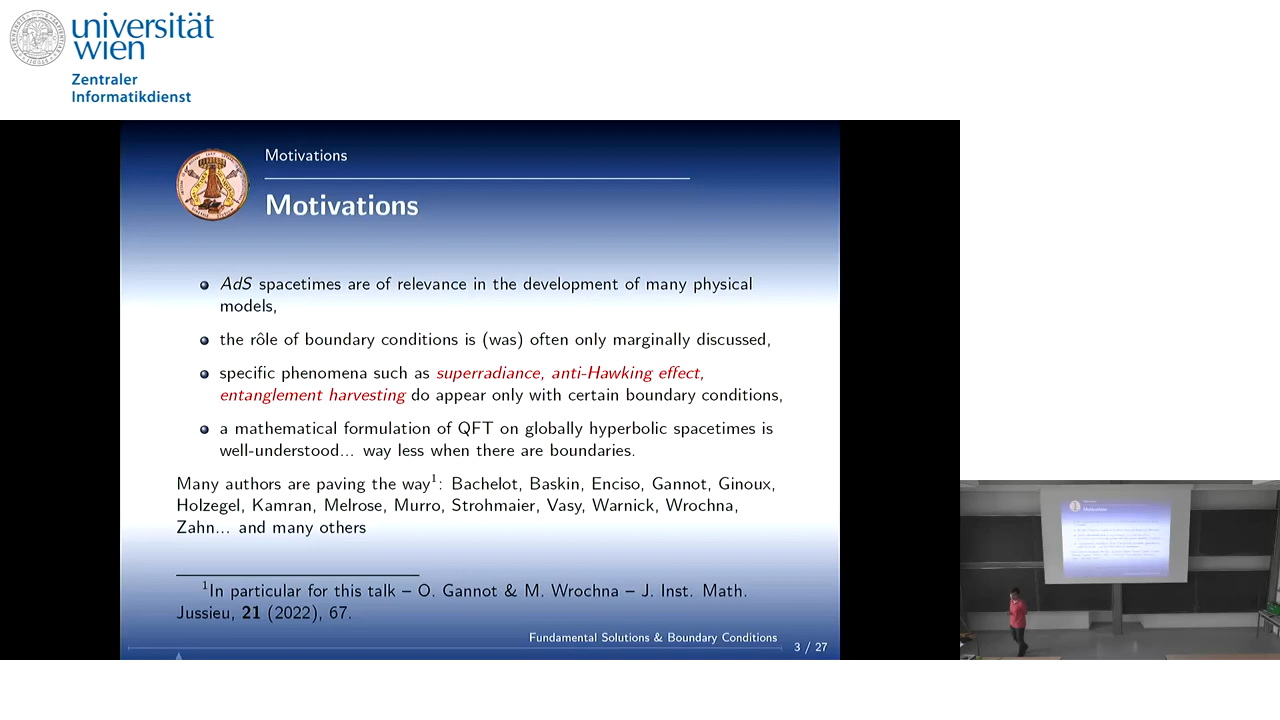 universität
wien
Zentraler
Informatikdienst
Motivations
Motivations
AdS spacetimes are of relevance in the development of many physical
models,
the rôle of boundary conditions is (was) often only marginally discussed,
specific phenomena such as superradiance, anti-Hawking effect,
entanglement harvesting do appear only with certain boundary conditions,
a mathematical formulation of QFT on globally hyperbolic spacetimes is
well-understood... way less when there are boundaries.
Many authors are paving the way1: Bachelot, Baskin, Enciso, Gannot, Ginoux,
Holzegel, Kamran, Melrose, Murro, Strohmaier, Vasy, Warnick, Wrochna,
Zahn... and many others
1In particular for this talk – O. Gannot & M. Wrochna – J. Inst. Math.
Jussieu, 21 (2022), 67.
Fundamental Solutions & Boundary Conditions
3 / 27
Motivations